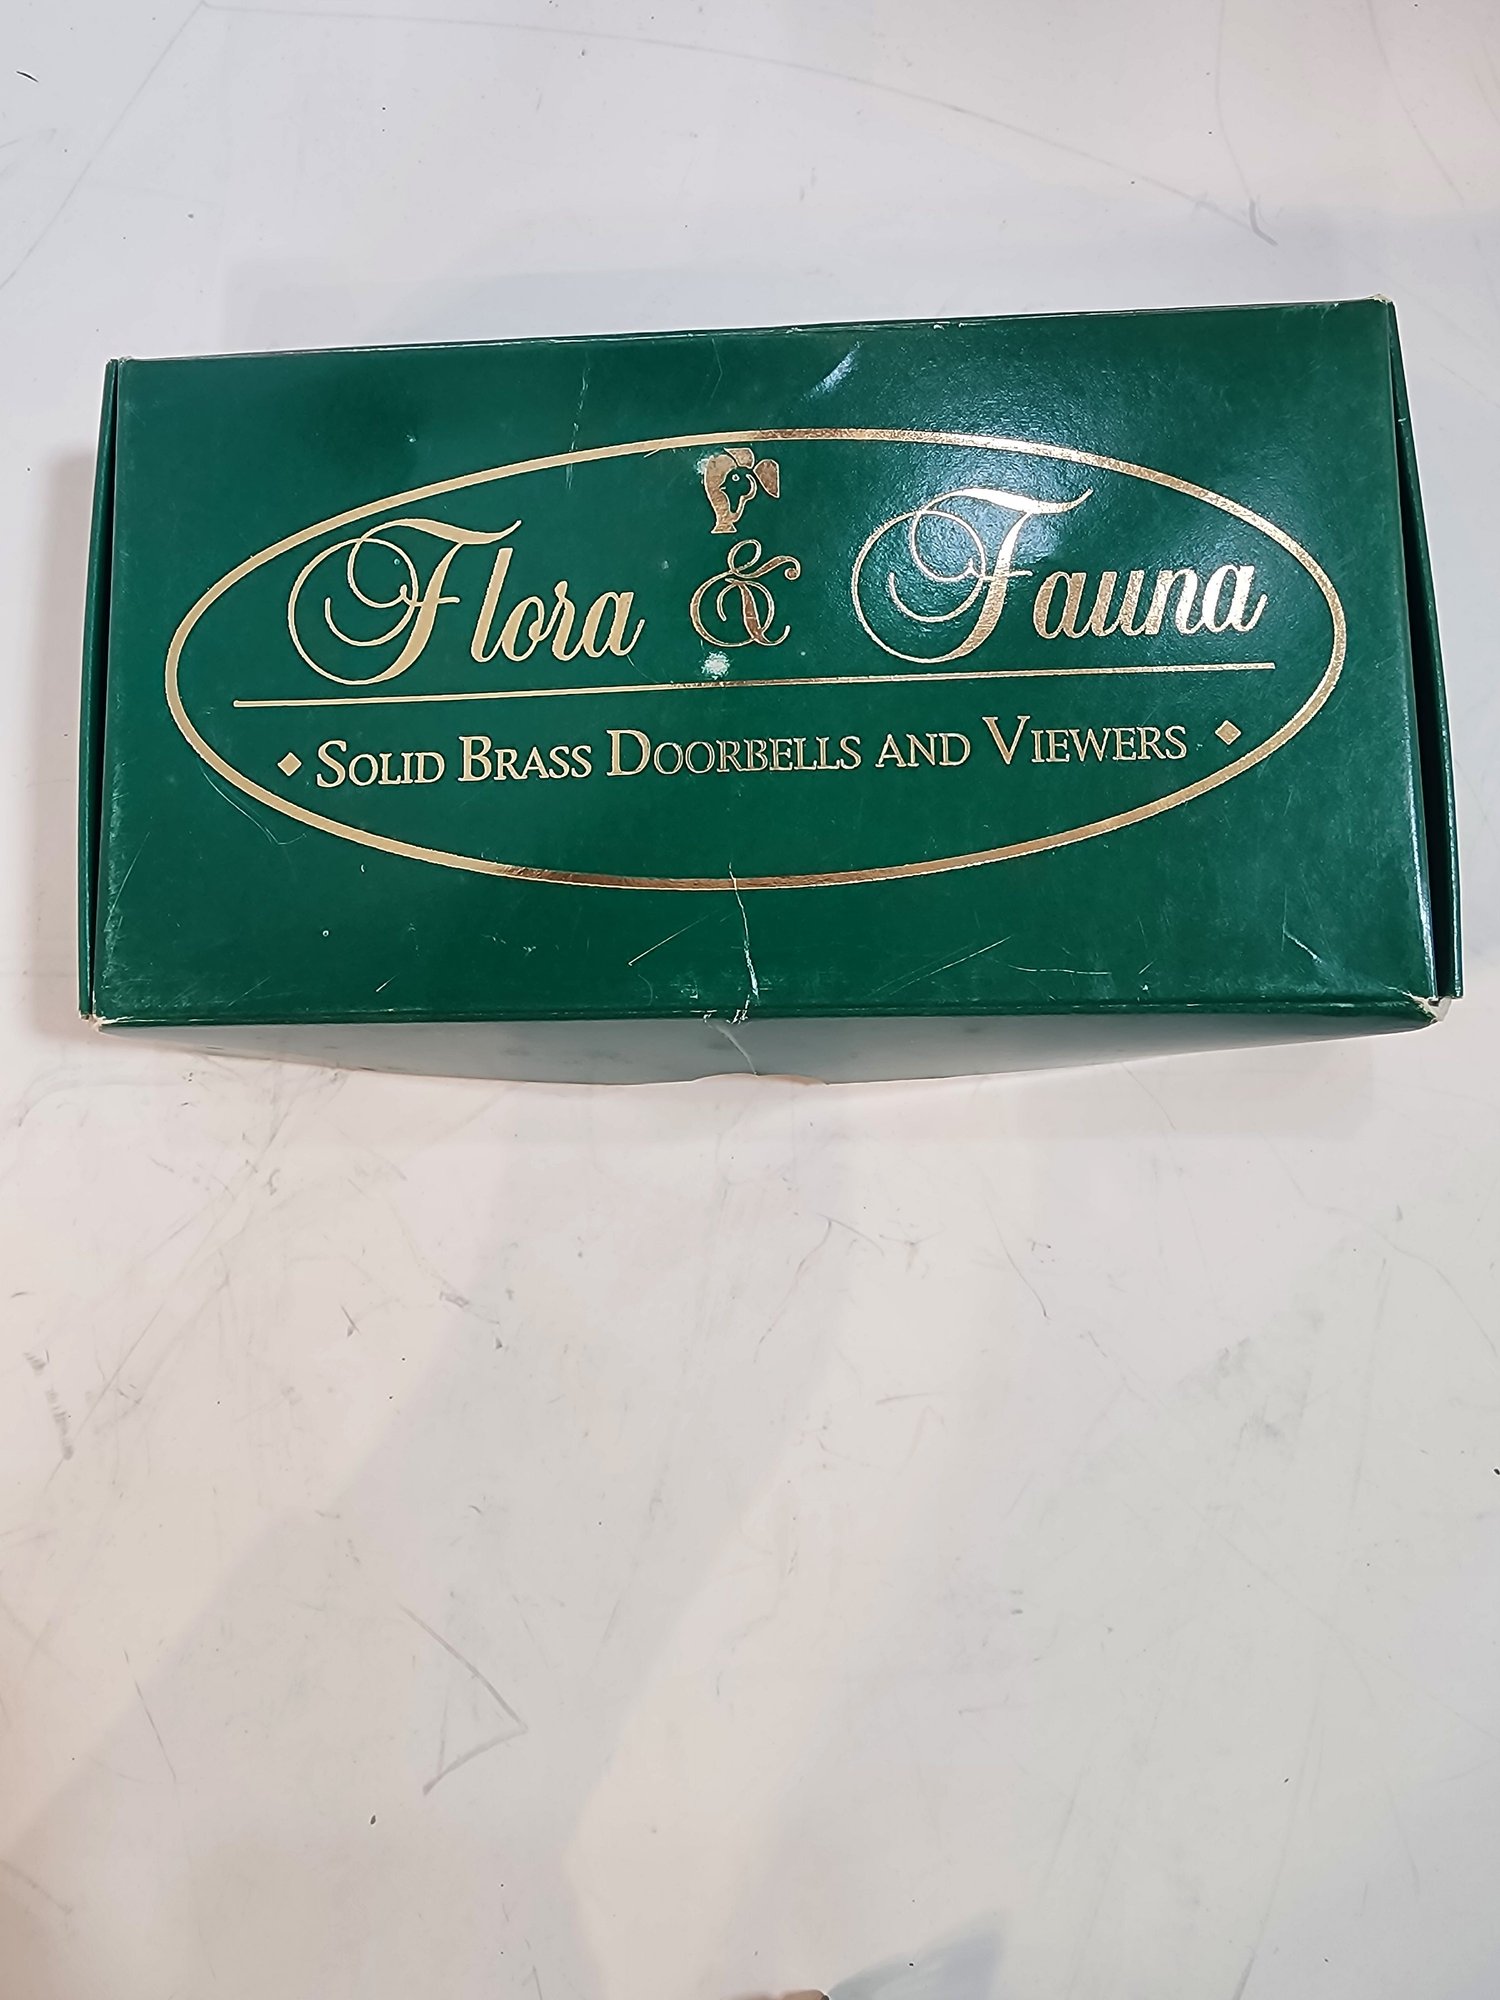 Flora & Fauna
SOLID BRASS DOORBELLS AND VIEWERS